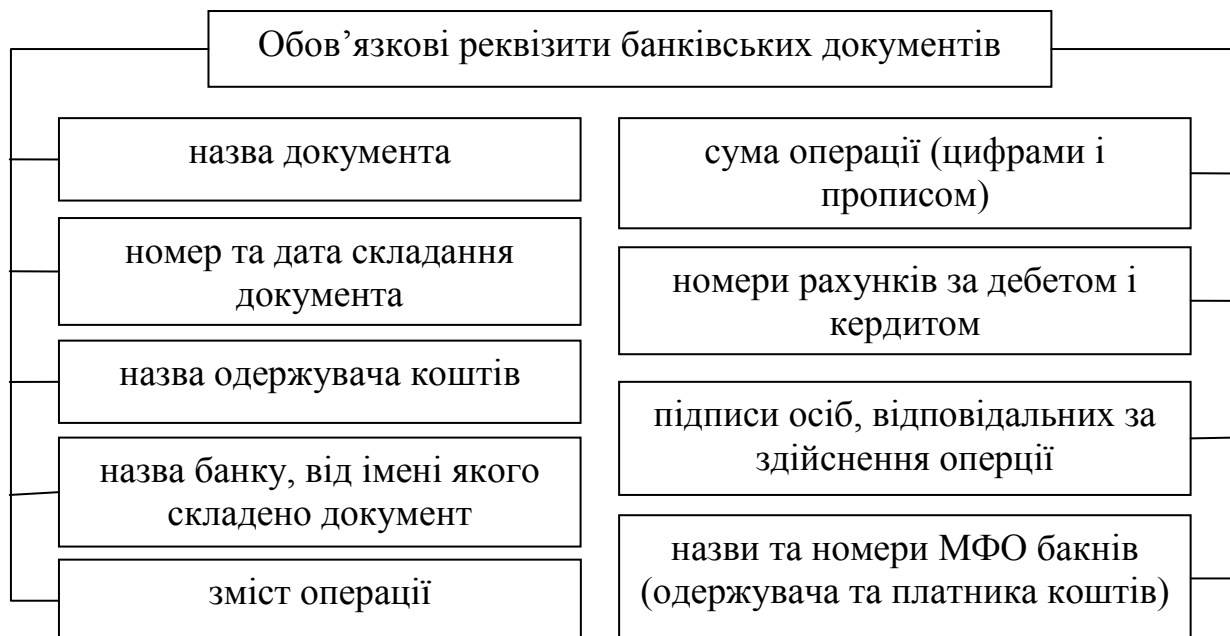 Обов’язкові реквізити банківських документів
назва документа
номер та дата складання
документа
назва одержувача коштів
назва банку, від імені якого
складено документ
зміст операції
сума операції (цифрами і
прописом)
номери рахунків за дебетом і
кердитом
підписи осіб, відповідальних за
здійснення оперції
назви та номери МФО бакнів
(одержувача та платника коштів)